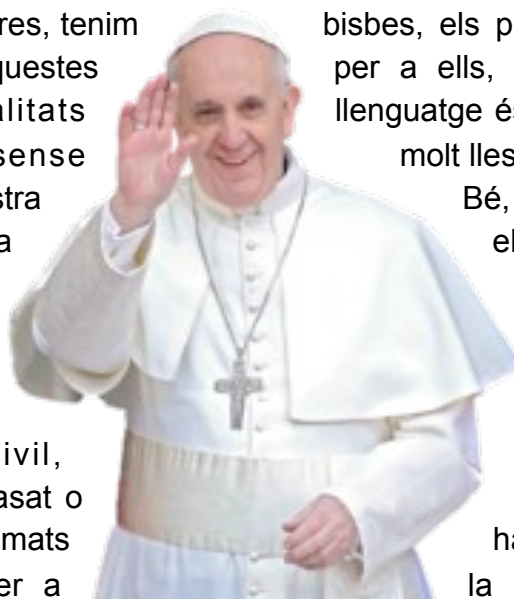 res, tenim
questes
alitats
sense
stra
a
ivil,
asat o
mats
er a
bisbes, els p
per a ells,
llenguatge és
molt lles
Bé,
el
ha
la